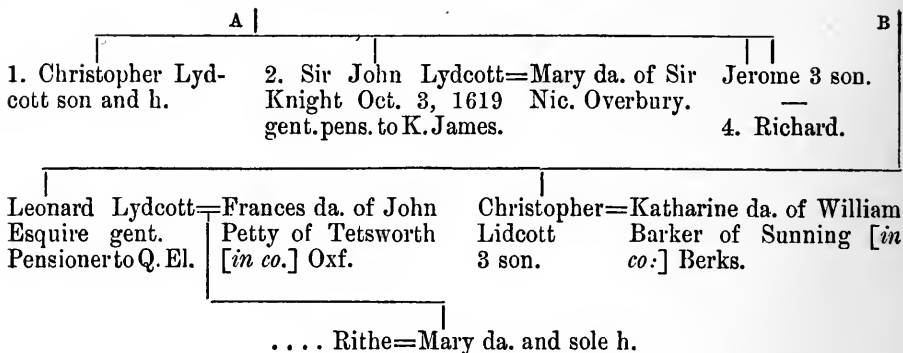 A B
1. Christopher Lyd-
cott son and h.
2. Sir John Lydcott=Mary da. of Sir
Knight Oct. 3, 1619 Nic. Overbury.
gent. pens. to K. James.
Jerome 3 son.
—
4. Richard.
Leonard Lydcott=Frances da. of John
Esquire gent. Petty of Tetsworth
Pensioner to Q. El. [in co.] Oxf.
Christopher=Katharine da. of William
Lidcott Barker of Sunning [in
3 son. co:] Berks.
.... Rithe=Mary da. and sole h.